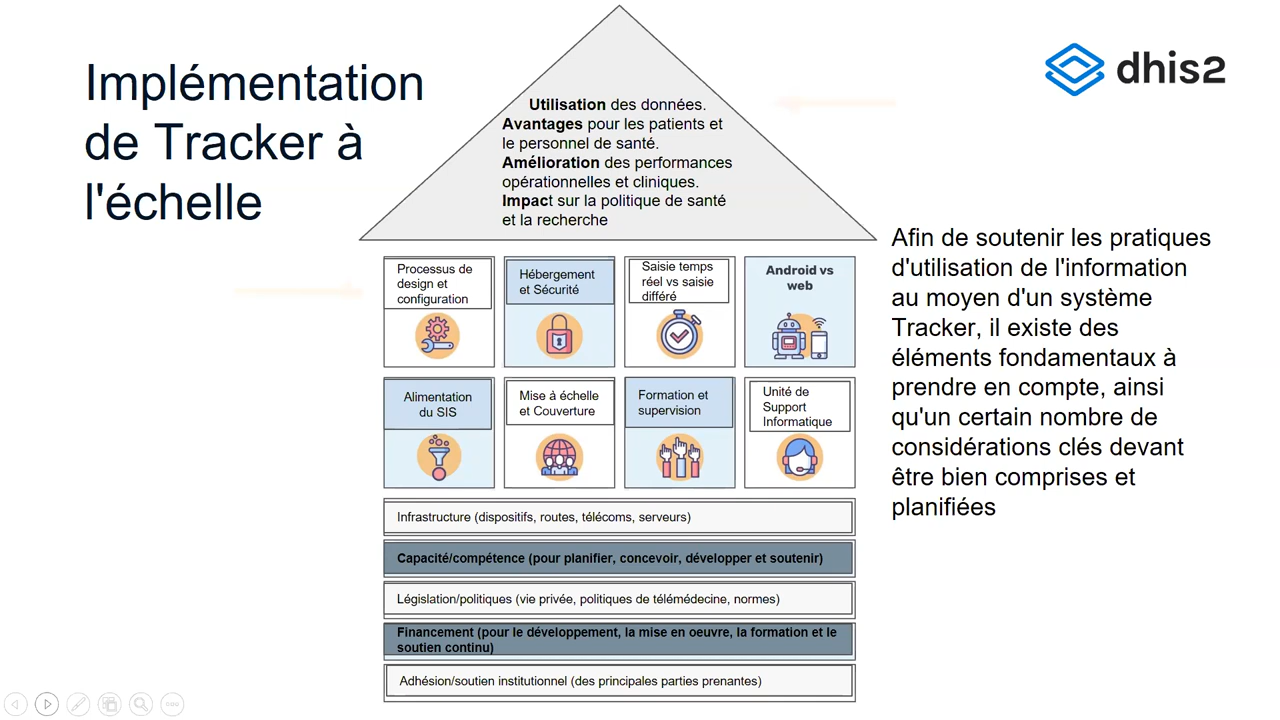 Implémentation
de Tracker à
l'échelle
dhis2
Utilisation des données.
Avantages pour les patients et
le personnel de santé.
Amélioration des performances
opérationnelles et cliniques.
Impact sur la politique de santé
et la recherche
Afin de soutenir les pratiques
d'utilisation de l'information
au moyen d'un système
Tracker, il existe des
éléments fondamentaux à
prendre en compte, ainsi
qu'un certain nombre de
considérations clés devant
être bien comprises et
planifiées
Processus de
design et
configuration
Hébergement
et Sécurité
Saisie temps
réel vs saisie
différé
Android vs
web
Alimentation
du SIS
Mise à échelle
et Couverture
Formation et
supervision
Unité de
Support
Informatique
Infrastructure (dispositifs, routes, télécoms, serveurs)
Capacité/compétence (pour planifier, concevoir, développer et soutenir)
Législation/politiques (vie privée, politiques de télémédecine, normes)
Financement (pour le développement, la mise en oeuvre, la formation et le
soutien continu)
Adhésion/soutien institutionnel (des principales parties prenantes)